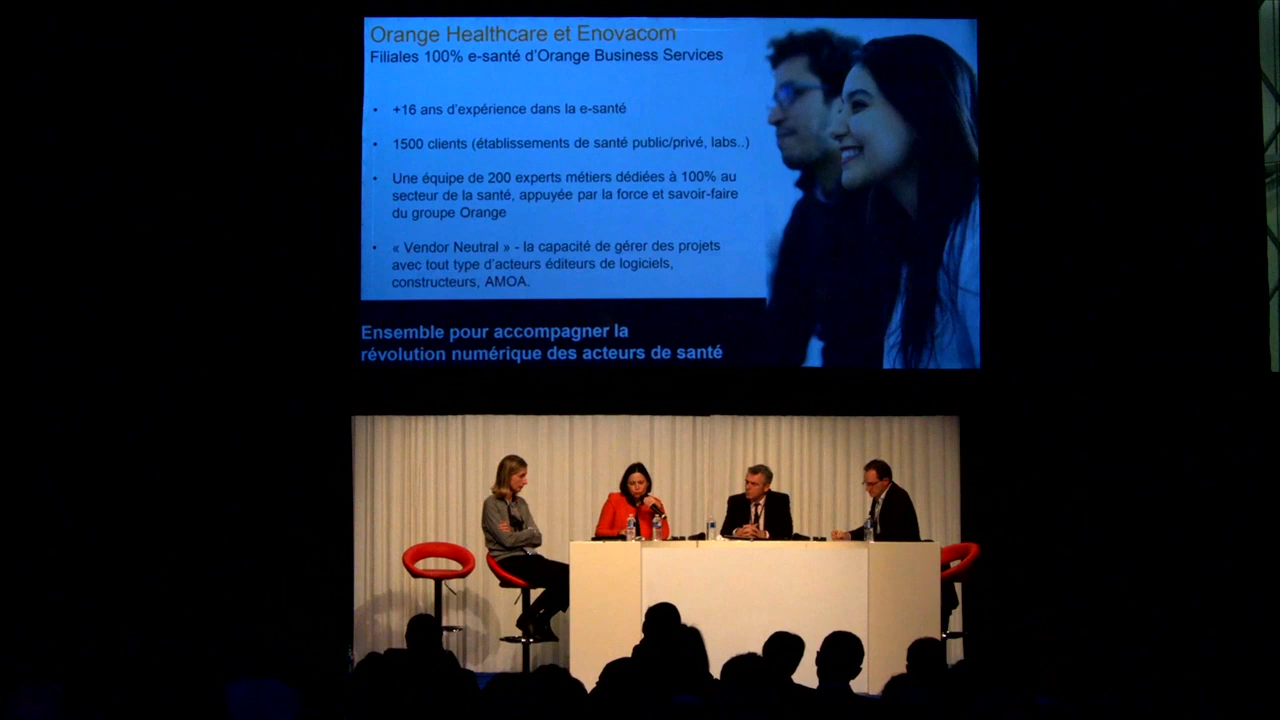 Orange Healthcare et Enovacom
Filiales 100% e-santé d'Orange Business Services
• +16 ans d'expérience dans la e-santé
• 1500 clients (établissements de santé public/privé, labs..)
• Une équipe de 200 experts métiers dédiées à 100% au
secteur de la santé, appuyée par la force et savoir-faire
du groupe Orange
• « Vendor Neutral » - la capacité de gérer des projets
avec tout type d'acteurs éditeurs de logiciels,
constructeurs, AMOA.
Ensemble pour accompagner la
révolution numérique des acteurs de santé